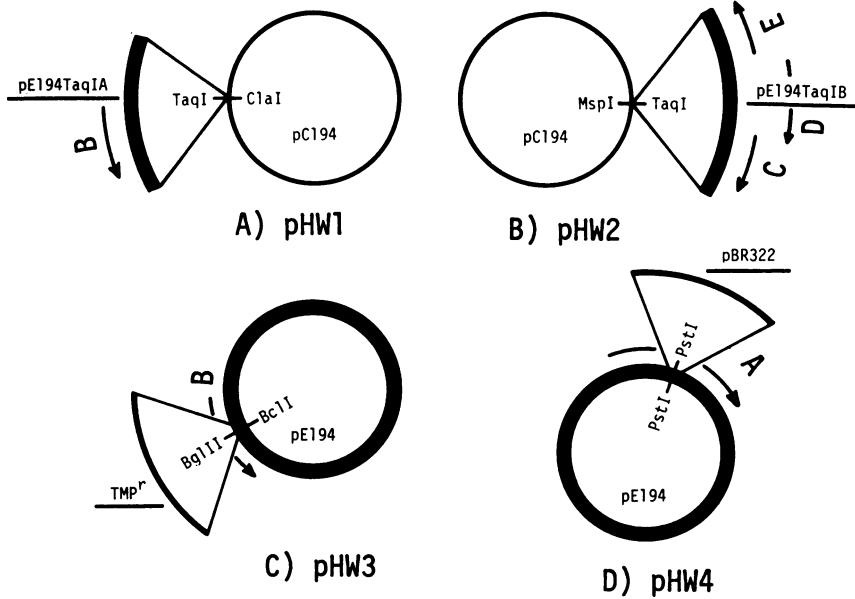 pE194TaqIA
TaqI
ClaI
pC194
B
A) pHW1
MspI
TaqI
pC194
pE194TaqIB
E
D
C
B) pHW2
B
BclI
BglII
pE194
TMPr
C) pHW3
pBR322
PstI
A
PstI
pE194
D) pHW4